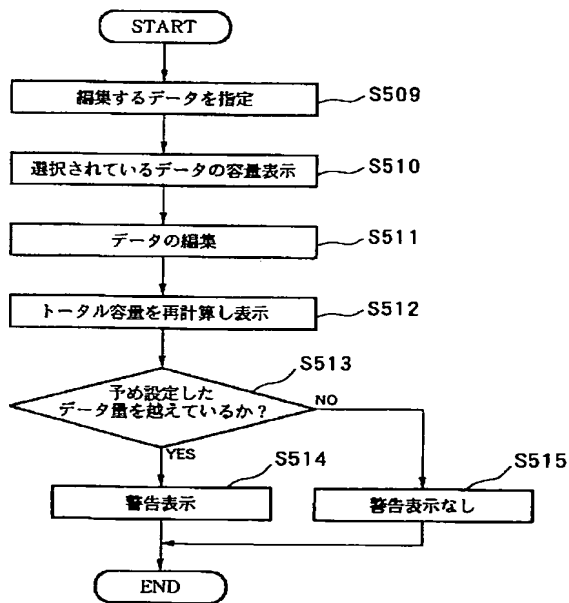 START
編集するデータを指定
S509
選択されているデータの容量表示
S510
データの編集
S511
トータル容量を再計算し表示
S512
S513
予め設定した
データ量を越えているか?
NO
YES
S514
S515
警告表示
警告表示なし
END